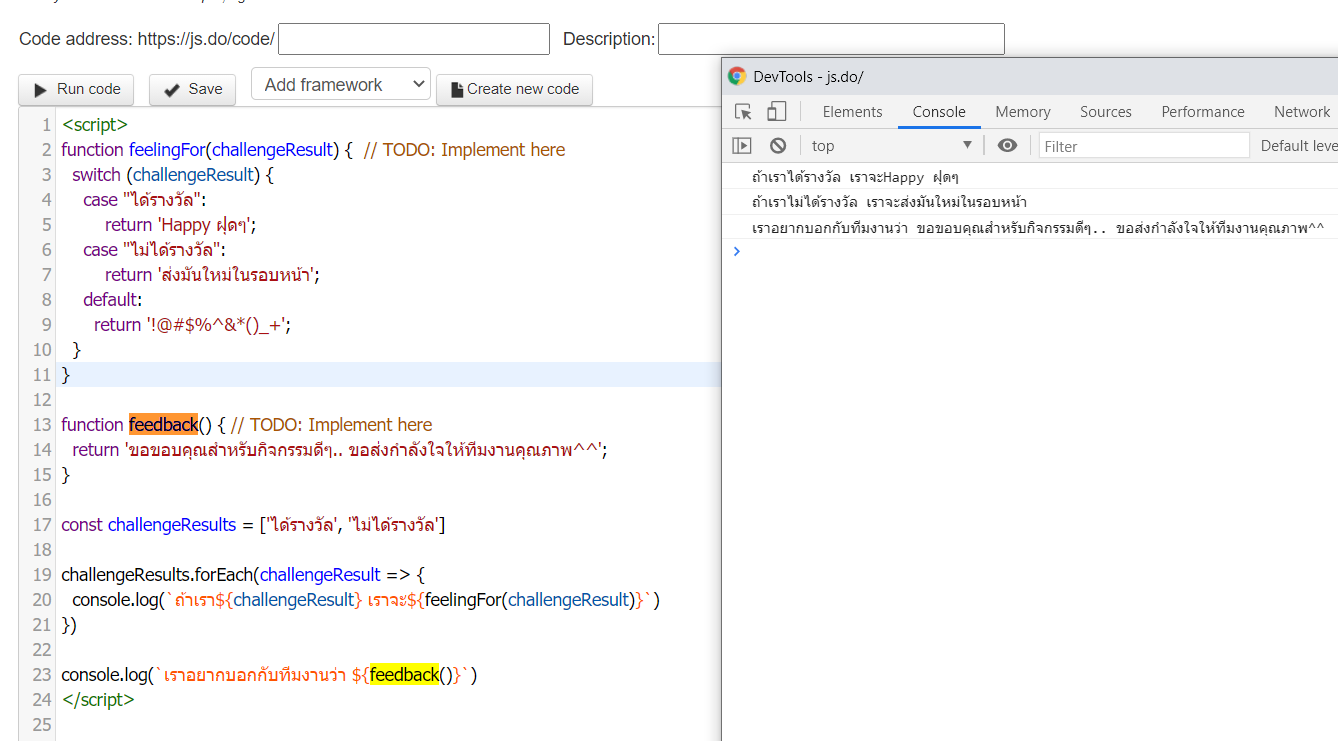 Code address: https://js.do/code/ Description:
Run code Save Add framework Create new code
1 <script>
2 function feelingFor(challengeResult) {  // TODO: Implement here
3   switch (challengeResult) {
4     case "ได้รางวัล":
5         return 'Happy ฝุดๆ';
6     case "ไม่ได้รางวัล":
7         return 'ส่งมันใหม่ในรอบหน้า';
8     default:
9       return '!@#$%^&*()_+';
10   }
11 }
12
13 function feedback() { // TODO: Implement here
14   return 'ขอขอบคุณสำหรับกิจกรรมดีๆ.. ขอส่งกำลังใจให้ทีมงานคุณภาพ^^';
15 }
16
17 const challengeResults = ['ได้รางวัล', 'ไม่ได้รางวัล']
18
19 challengeResults.forEach(challengeResult => {
20   console.log(`ถ้าเรา${challengeResult} เราจะ${feelingFor(challengeResult)}`)
21 })
22
23 console.log(`เราอยากบอกกับทีมงานว่า ${feedback()}`)
24 </script>
25
DevTools - js.do/
Elements Console Memory Sources Performance Network
top Filter Default leve
ถ้าเราได้รางวัล เราจะHappy ฝุดๆ
ถ้าเราไม่ได้รางวัล เราจะส่งมันใหม่ในรอบหน้า
เราอยากบอกกับทีมงานว่า ขอขอบคุณสำหรับกิจกรรมดีๆ.. ขอส่งกำลังใจให้ทีมงานคุณภาพ^^